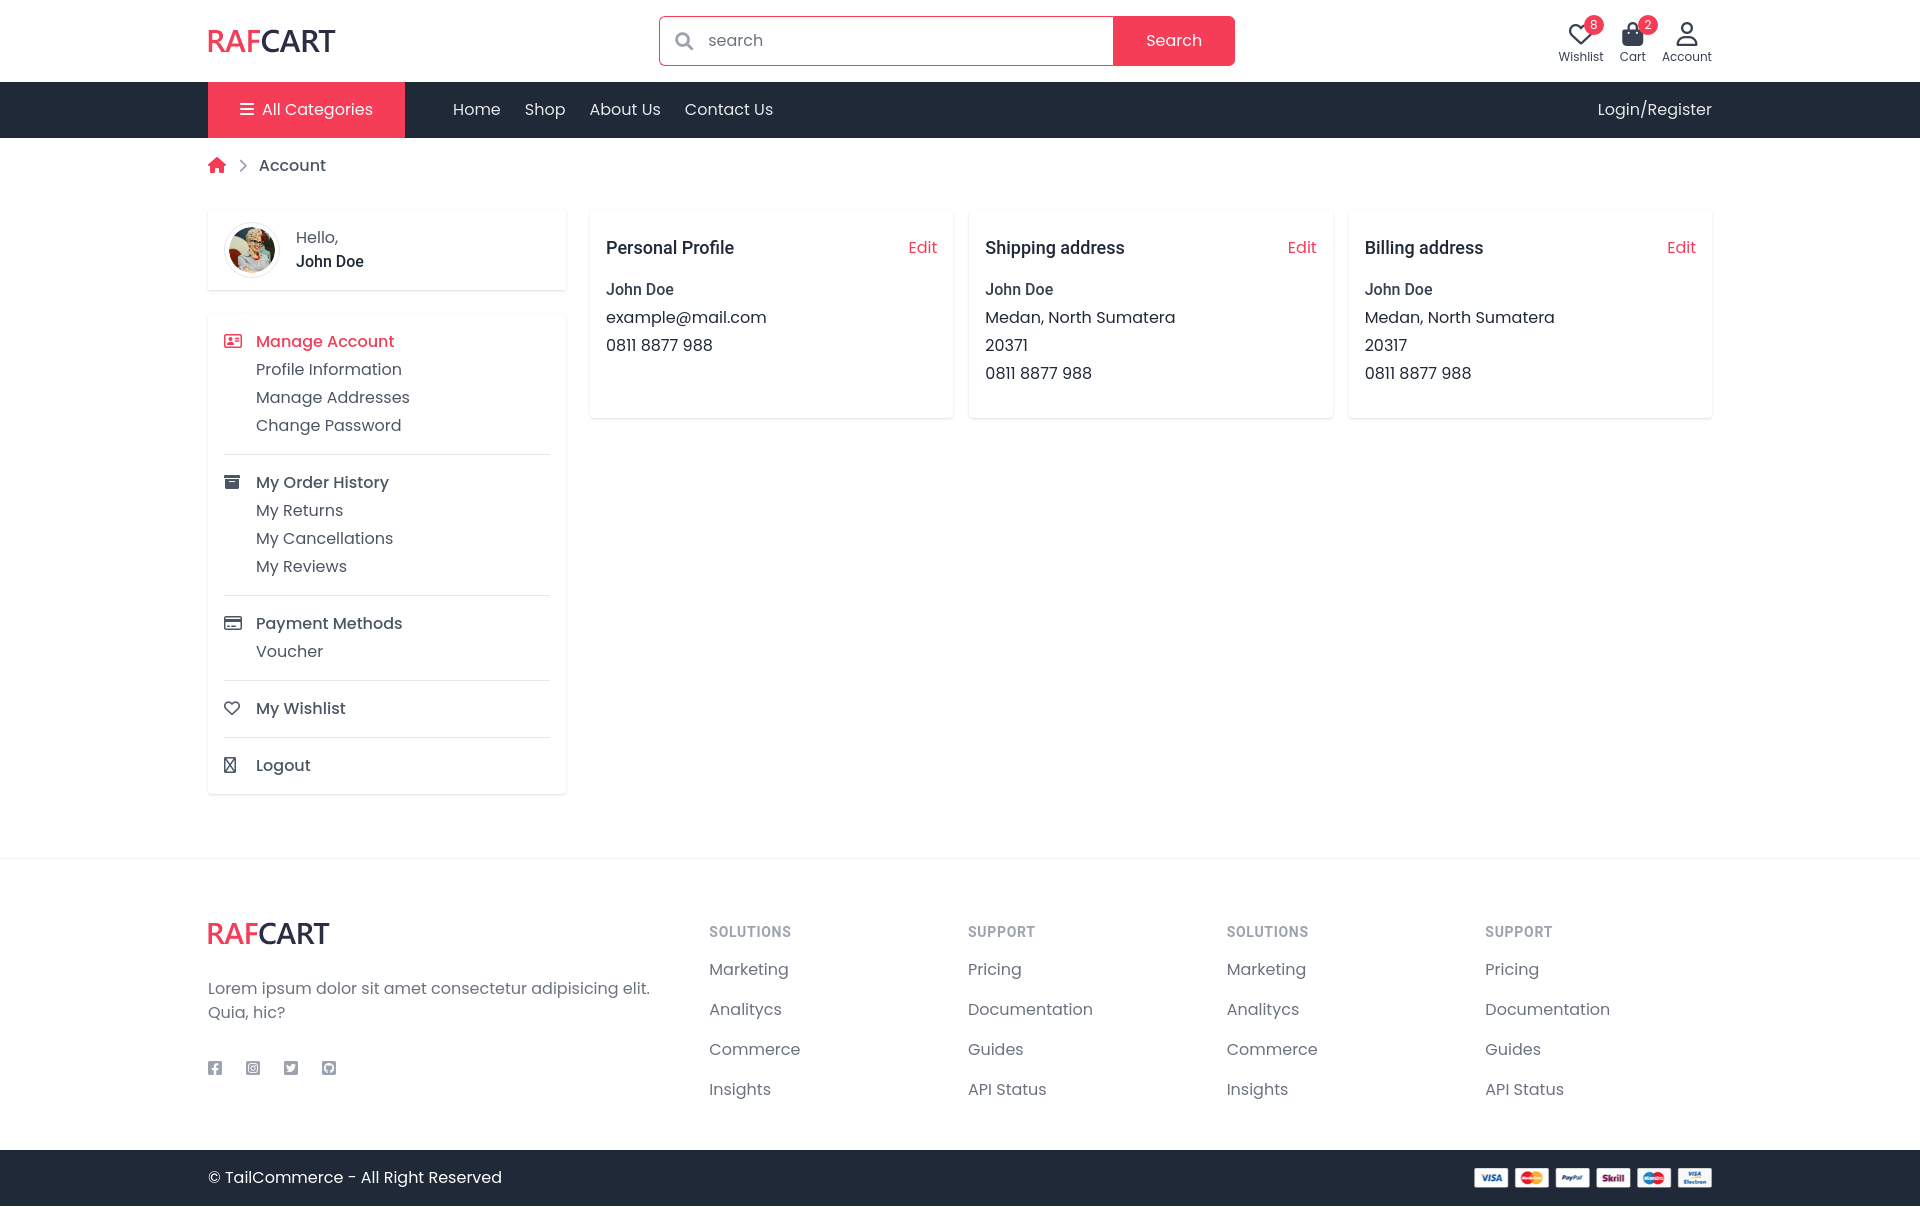 RAFCART
search
Search
8
Wishlist
2
Cart
Account
All Categories
Home
Shop
About Us
Contact Us
Login/Register
Account
Hello,
John Doe
Manage Account
Profile Information
Manage Addresses
Change Password
My Order History
My Returns
My Cancellations
My Reviews
Payment Methods
Voucher
My Wishlist
Logout
Personal Profile
Edit
John Doe
example@mail.com
0811 8877 988
Shipping address
Edit
John Doe
Medan, North Sumatera
20371
0811 8877 988
Billing address
Edit
John Doe
Medan, North Sumatera
20317
0811 8877 988
RAFCART
Lorem ipsum dolor sit amet consectetur adipisicing elit.
Quia, hic?
SOLUTIONS
Marketing
Analitycs
Commerce
Insights
SUPPORT
Pricing
Documentation
Guides
API Status
SOLUTIONS
Marketing
Analitycs
Commerce
Insights
SUPPORT
Pricing
Documentation
Guides
API Status
© TailCommerce - All Right Reserved
VISA
MasterCard
PayPal
Skrill
Maestro
VISA
Electron